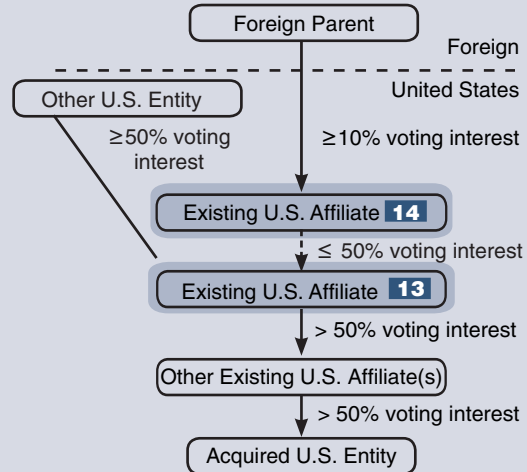 Foreign Parent
Foreign
United States
Other U.S. Entity
≥50% voting
interest
≥10% voting interest
Existing U.S. Affiliate 14
≤ 50% voting interest
Existing U.S. Affiliate 13
> 50% voting interest
Other Existing U.S. Affiliate(s)
> 50% voting interest
Acquired U.S. Entity